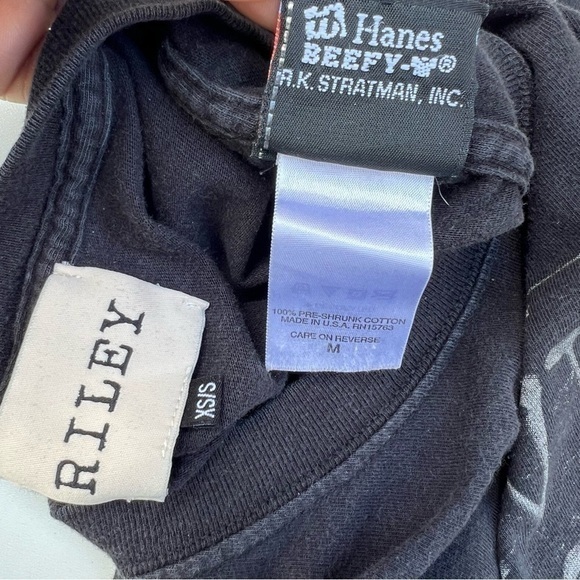 Hanes
BEEFY-T®
R.K. STRATMAN, INC.
100% PRE-SHRUNK COTTON
MADE IN U.S.A. RN15763
CARE ON REVERSE
M
RILEY
XS/S